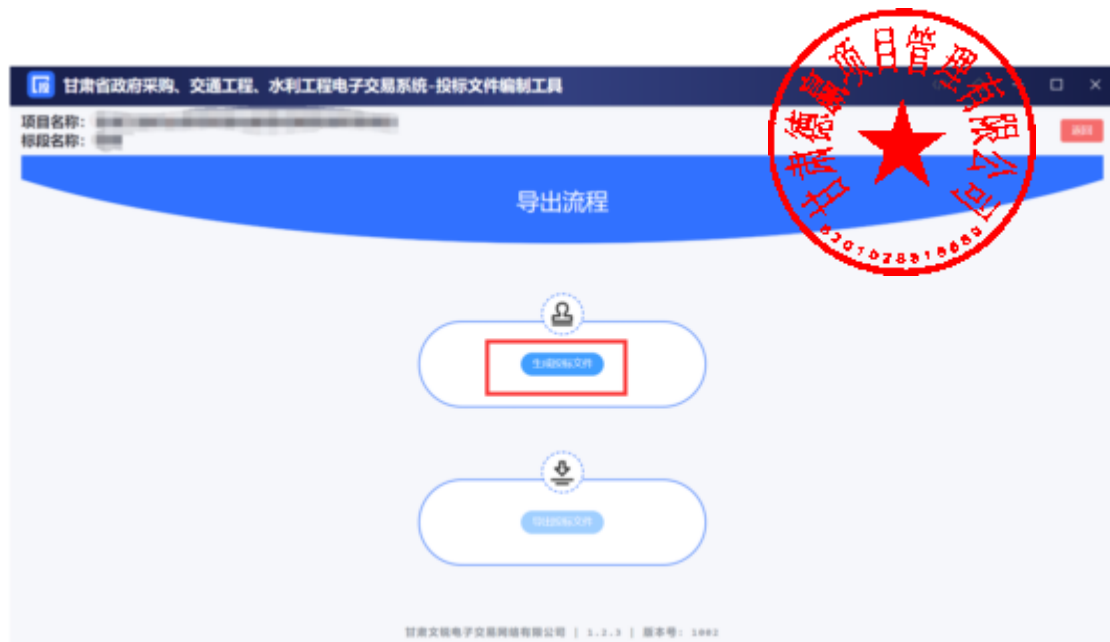 甘肃省政府采购、交通工程、水利工程电子交易系统-投标文件编制工具
项目名称：
标段名称：
返回
导出流程
生成投标文件
导出投标文件
甘肃文锐电子交易网络有限公司 | 1.2.3 | 版本号: 1002
甘肃德赢项目管理有限公司